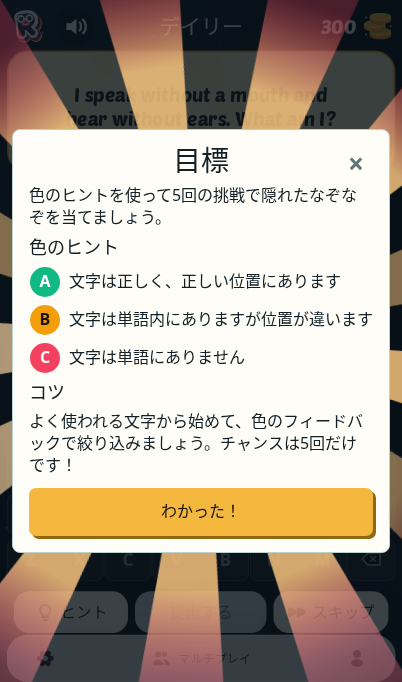 デイリー
300
I speak without a mouth and
hear without ears. What am I?
目標
色のヒントを使って5回の挑戦で隠れたなぞな
ぞを当てましょう。
色のヒント
A 文字は正しく、正しい位置にあります
B 文字は単語内にありますが位置が違います
C 文字は単語にありません
コツ
よく使われる文字から始めて、色のフィードバ
ックで絞り込みましょう。チャンスは5回だけ
です！
わかった！
C B
ヒント スキップ
マルチプレイ